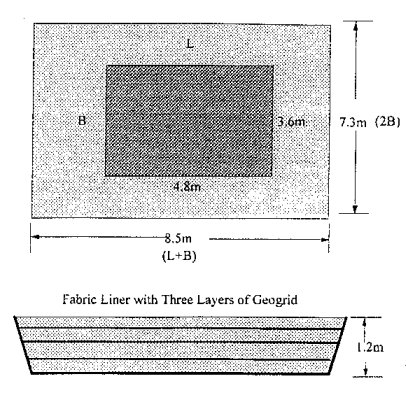 L
B
3.6m
7.3m (2B)
4.8m
8.5m
(L+B)
Fabric Liner with Three Layers of Geogrid
1.2m